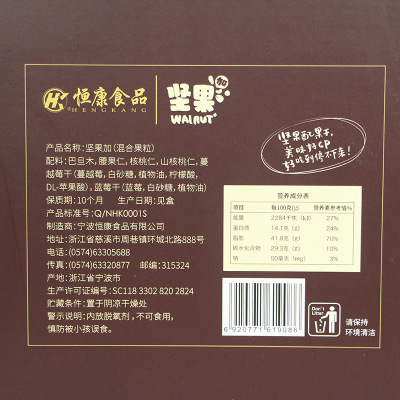 恒康食品
HENGKANG
坚果加
WALNUT+
坚果配果干,
美味好CP
好吃到停不下来!
产品名称: 坚果加(混合果粒)
配料: 巴旦木, 腰果仁, 核桃仁, 山核桃仁, 蔓
越莓干(蔓越莓, 白砂糖, 植物油, 柠檬酸,
DL-苹果酸), 蓝莓干(蓝莓, 白砂糖, 植物油)
保质期: 10个月 生产日期: 见盒
产品标准号: Q/NHK0001S
制造商: 宁波恒康食品有限公司
地址: 浙江省慈溪市周巷镇环城北路888号
电话: (0574)63305688
传真: (0574)63320877 邮编: 315324
产地: 浙江省宁波市
生产许可证编号: SC118 3302 820 2824
贮藏条件: 置于阴凉干燥处
警示说明: 内放脱氧剂, 不可食用,
慎防被小孩误食。
营养成分表
项目 每100克(g) 营养素参考值%
能量 2284千焦 (kJ) 27%
蛋白质 14.1克 (g) 24%
脂肪 41.8克 (g) 70%
碳水化合物 29.3克 (g) 10%
钠 50毫克 (mg) 3%
6920771619086
Don't
Litter
请保持
环境清洁